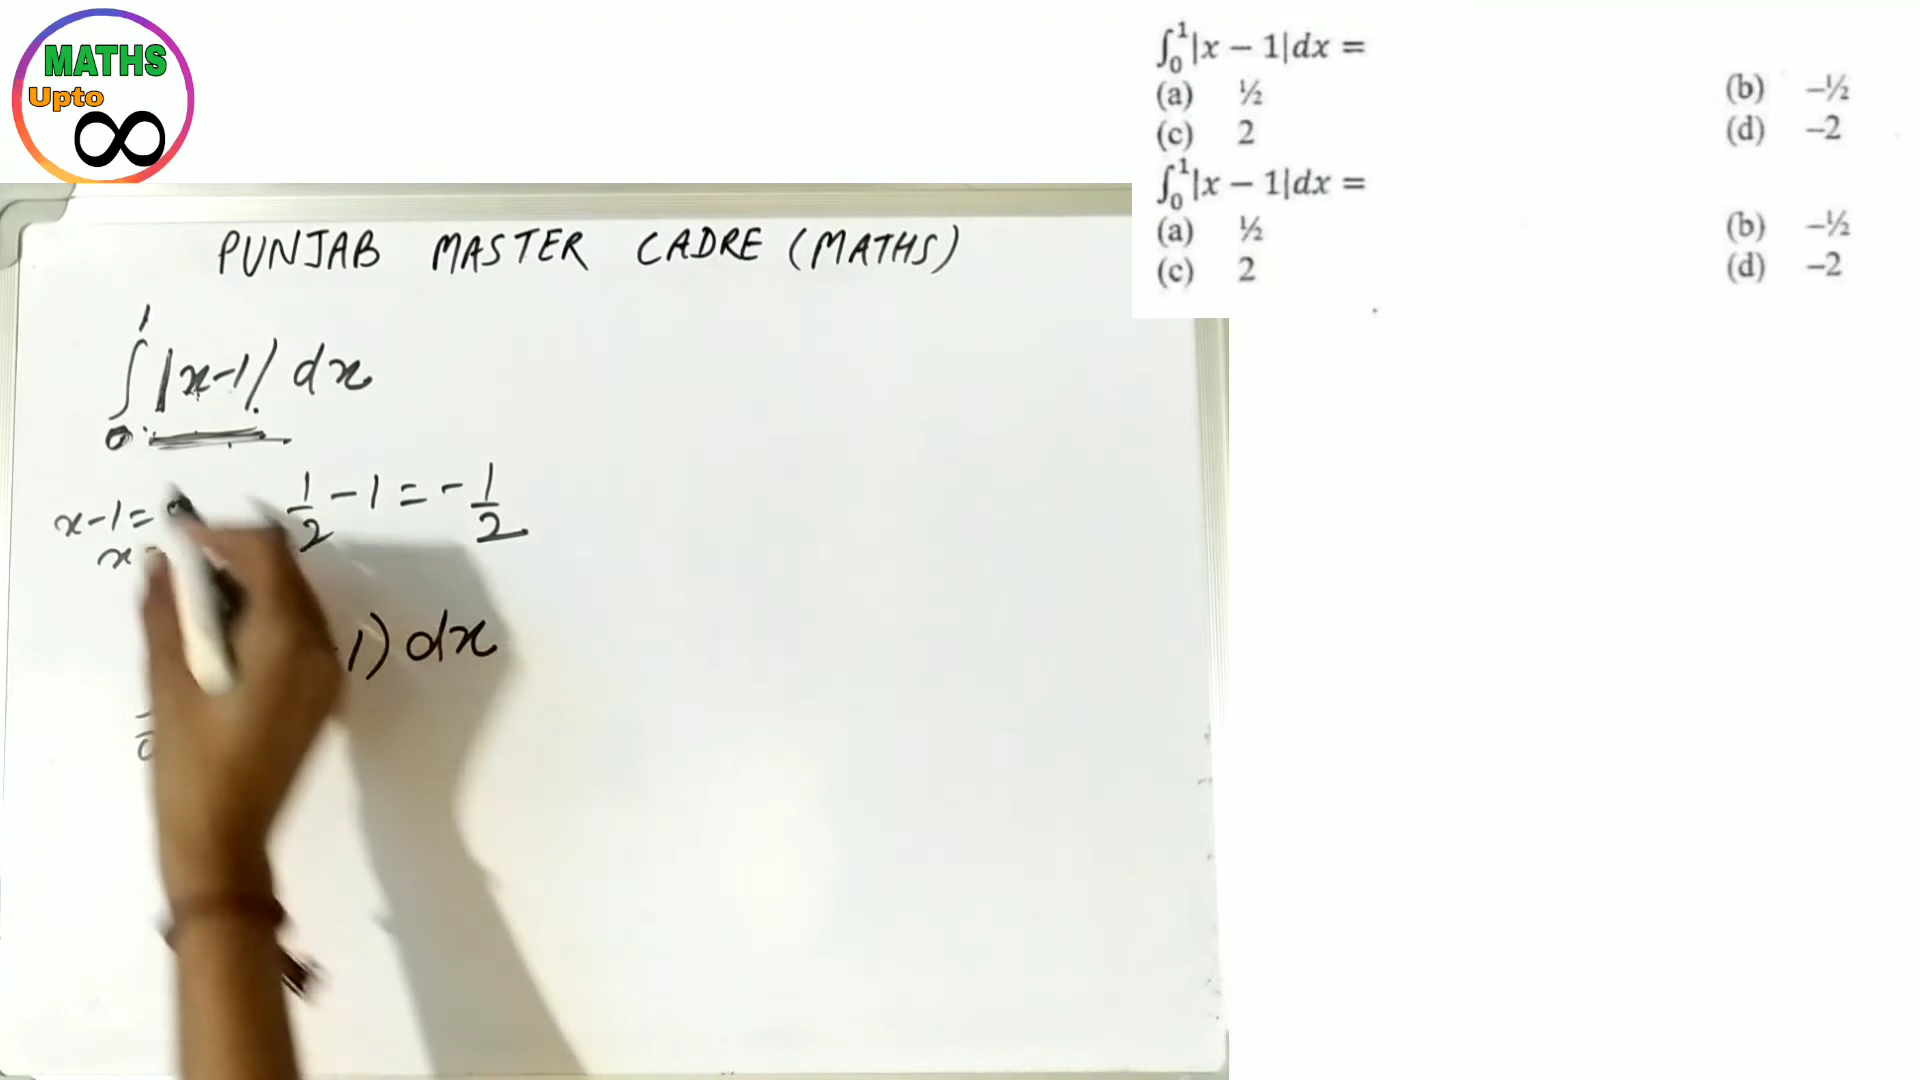 MATHS
Upto
∞
∫₀¹|x − 1|dx =
(a) ½ (b) −½
(c) 2 (d) −2
∫₀¹|x − 1|dx =
(a) ½ (b) −½
(c) 2 (d) −2
PUNJAB MASTER CADRE (MATHS)
∫₀¹ |x-1| dx
x-1= 1/2 - 1 = - 1/2
x
1) dx